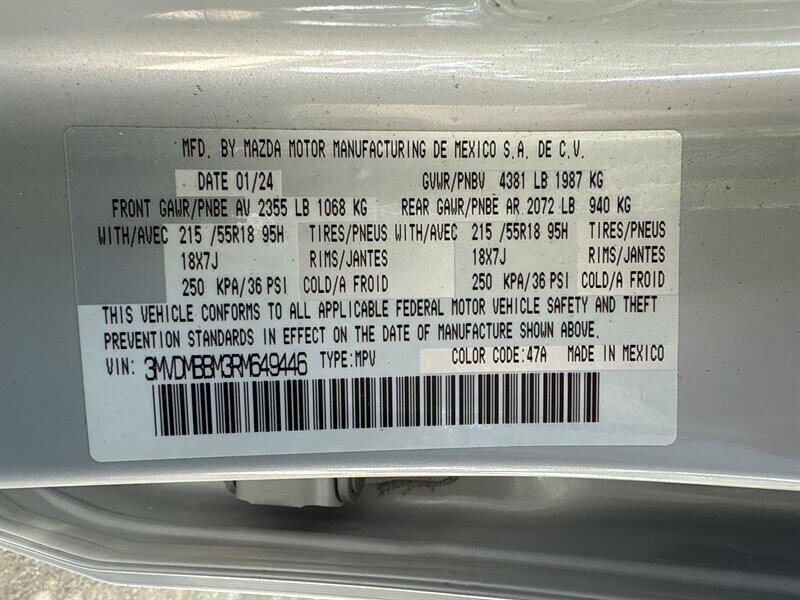 MFD. BY MAZDA MOTOR MANUFACTURING DE MEXICO S.A. DE C.V.
DATE 01/24 GVWR/PNBV 4381 LB 1987 KG
FRONT GAWR/PNBE AV 2355 LB 1068 KG REAR GAWR/PNBE AR 2072 LB 940 KG
WITH/AVEC 215 /55R18 95H TIRES/PNEUS WITH/AVEC 215 /55R18 95H TIRES/PNEUS
18X7J RIMS/JANTES 18X7J RIMS/JANTES
250 KPA/36 PSI COLD/A FROID 250 KPA/36 PSI COLD/A FROID
THIS VEHICLE CONFORMS TO ALL APPLICABLE FEDERAL MOTOR VEHICLE SAFETY AND THEFT
PREVENTION STANDARDS IN EFFECT ON THE DATE OF MANUFACTURE SHOWN ABOVE.
VIN: 3MVDMBBM3RM649446 TYPE:MPV COLOR CODE:47A MADE IN MEXICO